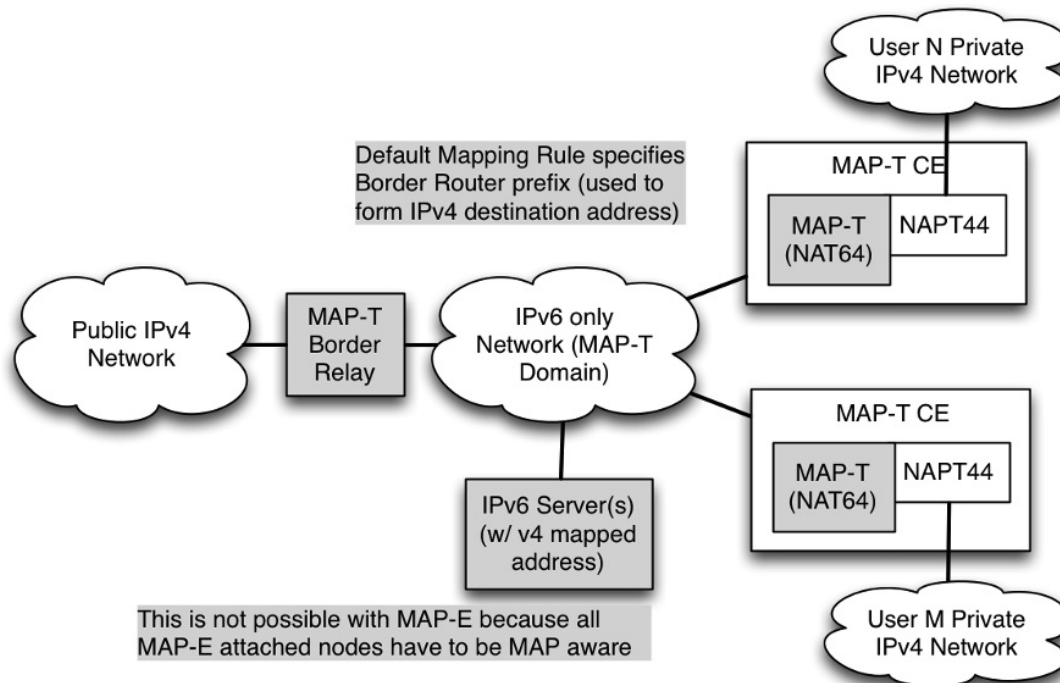 User N Private
IPv4 Network
Default Mapping Rule specifies
Border Router prefix (used to
form IPv4 destination address)
MAP-T CE
MAP-T
(NAT64)
NAPT44
Public IPv4
Network
MAP-T
Border
Relay
IPv6 only
Network (MAP-T
Domain)
MAP-T CE
MAP-T
(NAT64)
NAPT44
IPv6 Server(s)
(w/ v4 mapped
address)
This is not possible with MAP-E because all
MAP-E attached nodes have to be MAP aware
User M Private
IPv4 Network